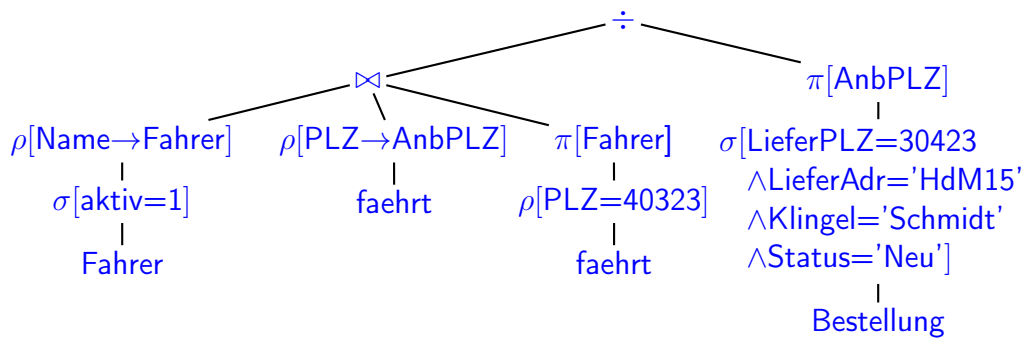 ÷
⋈
π[AnbPLZ]
ρ[Name→Fahrer]
ρ[PLZ→AnbPLZ]
π[Fahrer]
σ[LieferPLZ=30423
∧LieferAdr='HdM15'
∧Klingel='Schmidt'
∧Status='Neu']
σ[aktiv=1]
faehrt
ρ[PLZ=40323]
Fahrer
faehrt
Bestellung